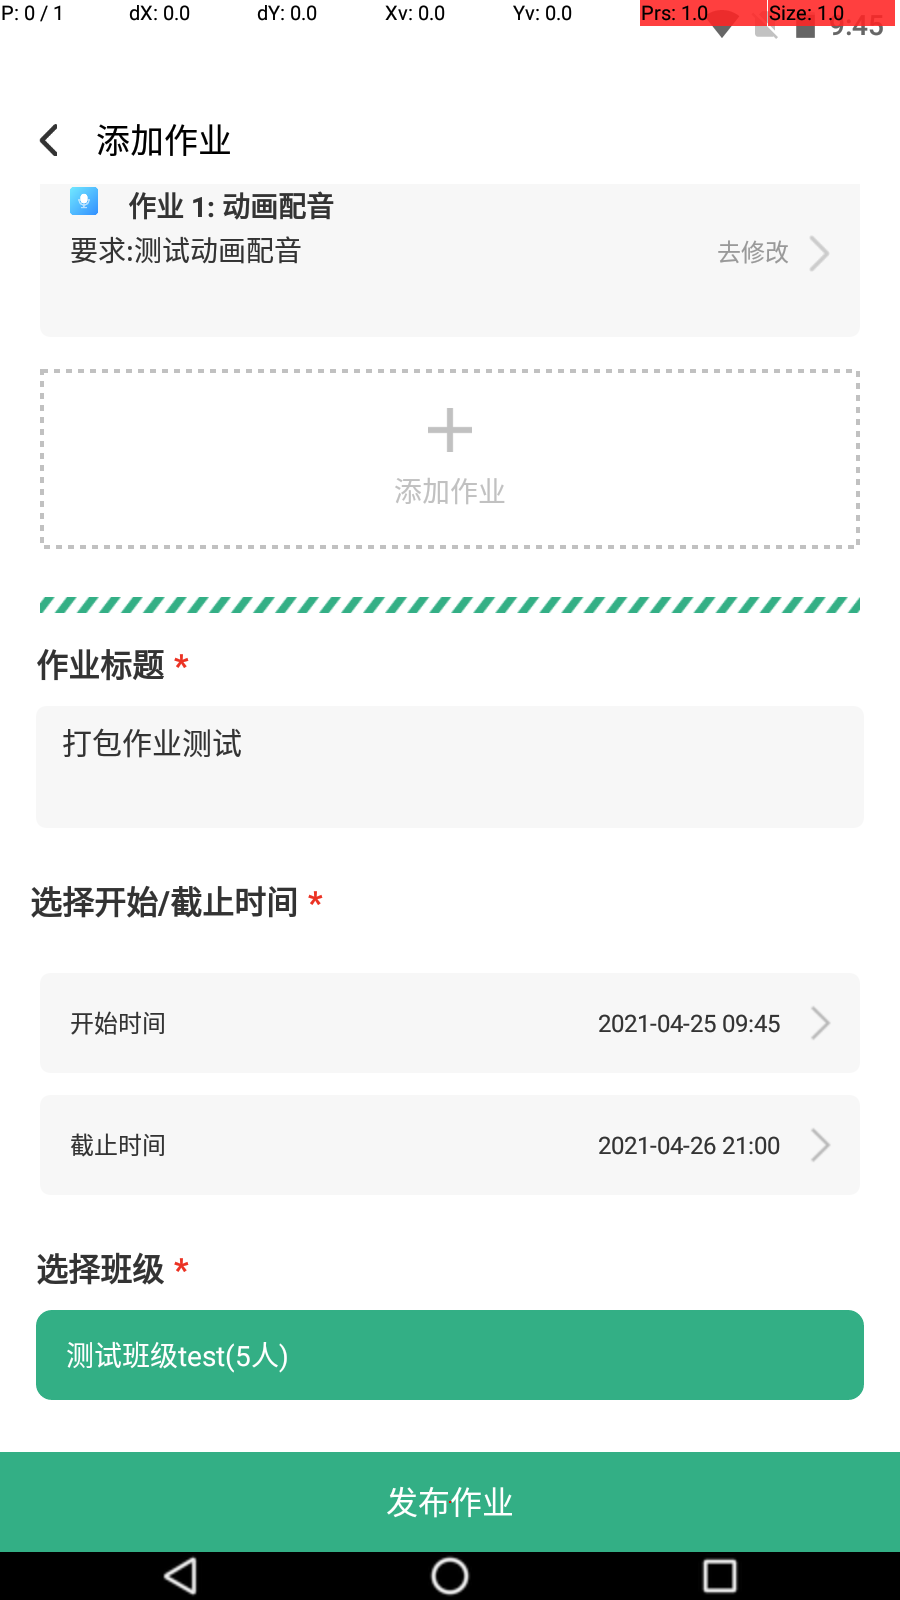 P: 0 / 1 dX: 0.0 dY: 0.0 Xv: 0.0 Yv: 0.0 Prs: 1.0 Size: 1.0
9:45
添加作业
作业 1: 动画配音
要求:测试动画配音
去修改
添加作业
作业标题 *
打包作业测试
选择开始/截止时间 *
开始时间 2021-04-25 09:45
截止时间 2021-04-26 21:00
选择班级 *
测试班级test(5人)
发布作业